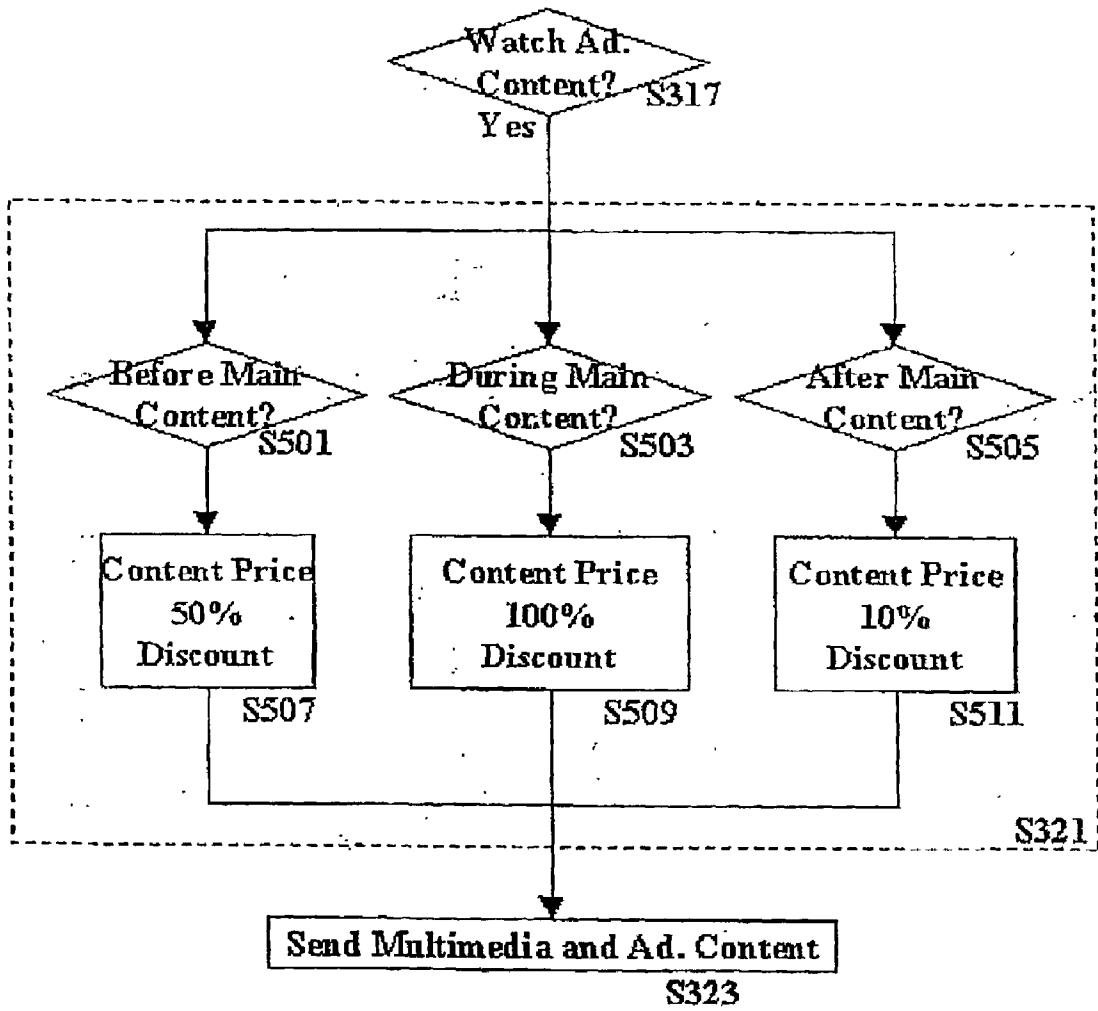 Watch Ad.
Content?
S317
Yes
Before Main
Content?
S501
During Main
Content?
S503
After Main
Content?
S505
Content Price
50%
Discount
S507
Content Price
100%
Discount
S509
Content Price
10%
Discount
S511
S321
Send Multimedia and Ad. Content
S323